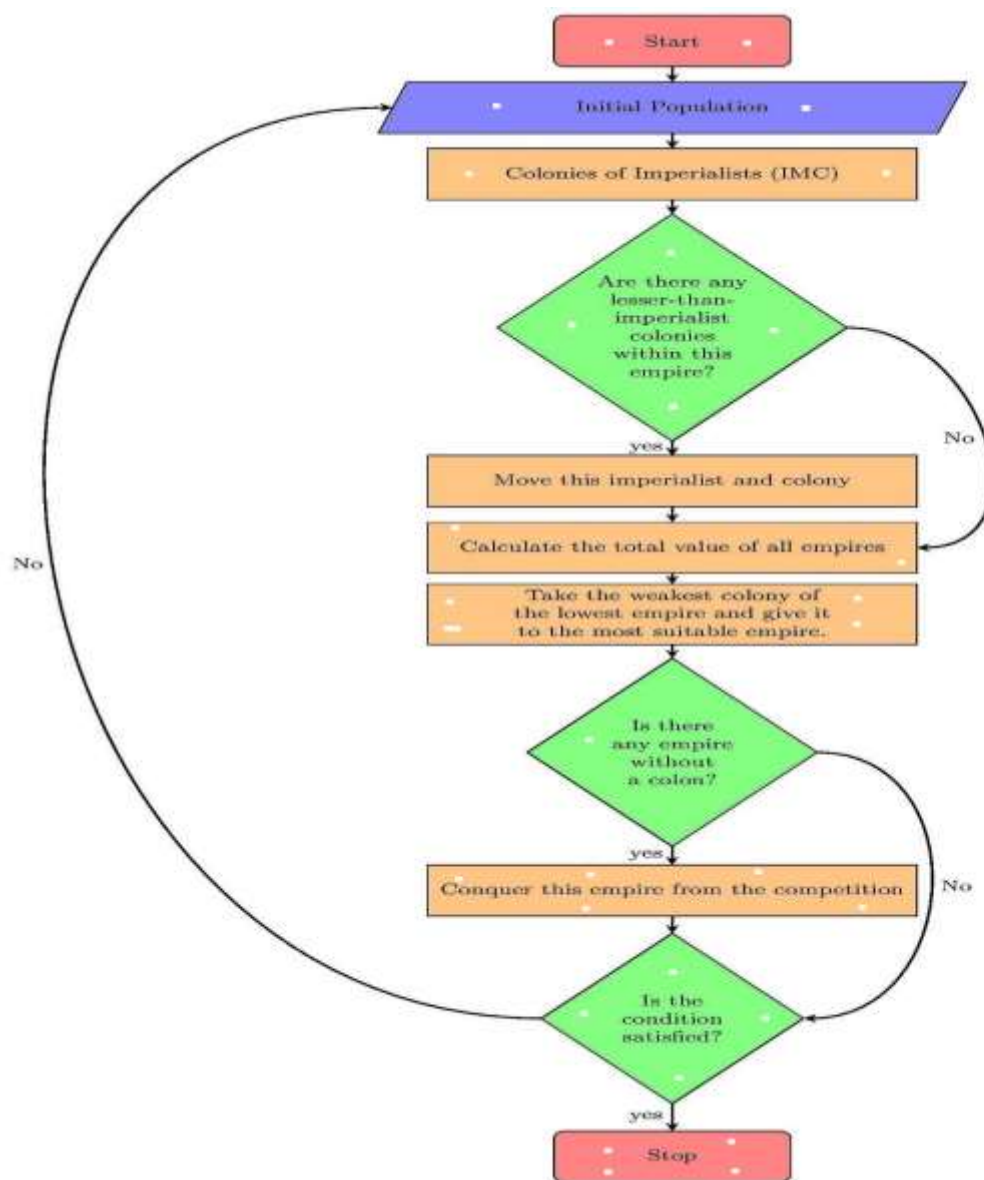 Start
Initial Population
Colonies of Imperialists (IMC)
Are there any
lesser-than-
imperialist
colonies
within this
empire?
No
yes
Move this imperialist and colony
Calculate the total value of all empires
No
Take the weakest colony of
the lowest empire and give it
to the most suitable empire.
Is there
any empire
without
a colon?
yes
Conquer this empire from the competition
No
Is the
condition
satisfied?
yes
Stop